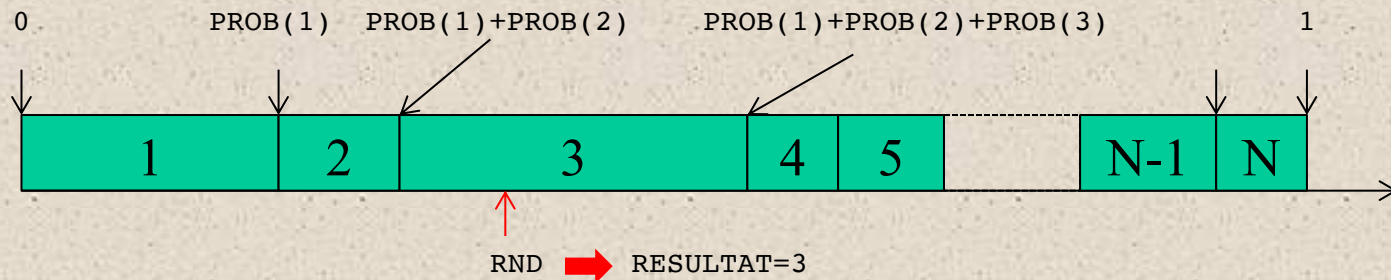 0 PROB(1) PROB(1)+PROB(2) PROB(1)+PROB(2)+PROB(3) 1
1 2 3 4 5 N-1 N
RND RESULTAT=3